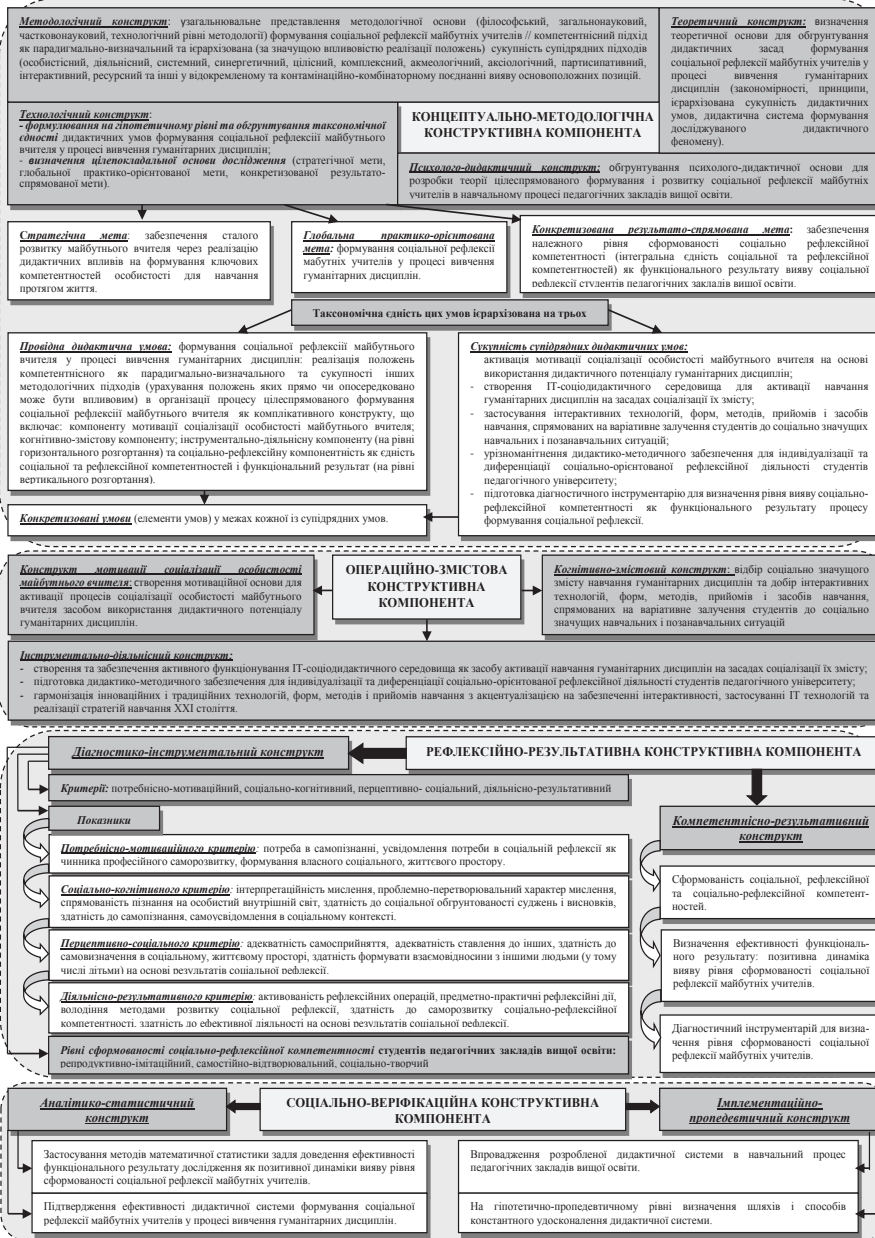 Методологічний конструкт: узагальнювальне представлення методологічної основи (філософський, загальнонауковий,
частковонауковий, технологічний рівні методології) формування соціальної рефлексії майбутніх учителів // компетентнісний підхід
як парадигмально-визначальний та ієрархізована (за значущою впливовістю реалізації положень) сукупність супідрядних підходів
(особистісний, діяльнісний, системний, синергетичний, цілісний, комплексний, акмеологічний, аксіологічний, партисипативний,
інтерактивний, ресурсний та інші у відокремленому та контамінаційно-комбінаторному поєднанні вияву основоположних позицій.
Теоретичний конструкт: визначення
теоретичної основи для обґрунтування
дидактичних засад формування
соціальної рефлексії майбутніх учителів у
процесі вивчення гуманітарних
дисциплін (закономірності, принципи,
ієрархізована сукупність дидактичних
умов, дидактична система формування
досліджуваного дидактичного
феномену).
Технологічний конструкт:
- формулювання на гіпотетичному рівні та обґрунтування таксономічної
єдності дидактичних умов формування соціальної рефлексіїї майбутнього
вчителя у процесі вивчення гуманітарних дисциплін;
- визначення цілепокладальної основи дослідження (стратегічної мети,
глобальної практико-орієнтованої мети, конкретизованої результато-
спрямованої мети).
КОНЦЕПТУАЛЬНО-МЕТОДОЛОГІЧНА
КОНСТРУКТИВНА КОМПОНЕНТА
Психолого-дидактичний конструкт: обґрунтування психолого-дидактичної основи для
розробки теорії цілеспрямованого формування і розвитку соціальної рефлексії майбутніх
учителів в навчальному процесі педагогічних закладів вищої освіти.
Стратегічна мета: забезпечення сталого
розвитку майбутнього вчителя через реалізацію
дидактичних впливів на формування ключових
компетентностей особистості для навчання
протягом життя.
Глобальна практико-орієнтована
мета: формування соціальної рефлексії
мабутніх учителів у процесі вивчення
гуманітарних дисциплін.
Конкретизована результато-спрямована мета: забезпечення
належного рівня сформованості соціально рефлексійної
компетентності (інтегральна єдність соціальної та рефлексійної
компетентностей) як функціонального результату вияву соціальної
рефлексії студентів педагогічних закладів вищої освіти.
Таксономічна єдність цих умов ієрархізована на трьох
Провідна дидактична умова: формування соціальної рефлексіїї майбутнього
вчителя у процесі вивчення гуманітарних дисциплін: реалізація положень
компетентнісного як парадигмально-визначального та сукупності інших
методологічних підходів (урахування положень яких прямо чи опосередковано
може бути впливовим) в організації процесу цілеспрямованого формування
соціальної рефлексії майбутнього вчителя як комплікативного конструкту, що
включає: компоненту мотивації соціалізації особистості майбутнього вчителя;
когнітивно-змістову компоненту; інструментально-діяльнісну компоненту (на рівні
горизонтального розгортання) та соціально-рефлексійну компонентність як єдність
соціальної та рефлексійної компетентностей і функціональний результат (на рівні
вертикального розгортання).
Сукупність супідрядних дидактичних умов:
активація мотивації соціалізації особистості майбутнього вчителя на основі
використання дидактичного потенціалу гуманітарних дисциплін;
- створення ІТ-соціодидактичного середовища для активації навчання
гуманітарних дисциплін на засадах соціалізації їх змісту;
- застосування інтерактивних технологій, форм, методів, прийомів і засобів
навчання, спрямованих на варіативне залучення студентів до соціально значущих
навчальних і позанавчальних ситуацій;
- урізноманітнення дидактико-методичного забезпечення для індивідуалізації та
диференціації соціально-орієнтованої рефлексійної діяльності студентів
педагогічного університету;
- підготовка діагностичного інструментарію для визначення рівня вияву соціально-
рефлексійної компетентності як функціонального результату процесу
формування соціальної рефлексії.
Конкретизовані умови (елементи умов) у межах кожної із супідрядних умов.
Конструкт мотивації соціалізації особистості
майбутнього вчителя: створення мотиваційної основи для
активації процесів соціалізації особистості майбутнього
вчителя засобом використання дидактичного потенціалу
гуманітарних дисциплін.
ОПЕРАЦІЙНО-ЗМІСТОВА
КОНСТРУКТИВНА
КОМПОНЕНТА
Когнітивно-змістовий конструкт: відбір соціально значущого
змісту навчання гуманітарних дисциплін та добір інтерактивних
технологій, форм, методів, прийомів і засобів навчання,
спрямованих на варіативне залучення студентів до соціально
значущих навчальних і позанавчальних ситуацій
Інструментально-діяльнісний конструкт:
- створення та забезпечення активного функціонування ІТ-соціодидактичного середовища як засобу активації навчання гуманітарних дисциплін на засадах соціалізації їх змісту;
- підготовка дидактико-методичного забезпечення для індивідуалізації та диференціації соціально-орієнтованої рефлексійної діяльності студентів педагогічного університету;
- гармонізація інноваційних і традиційних технологій, форм, методів і прийомів навчання з акцентуалізацією на забезпеченні інтерактивності, застосуванні ІТ технологій та
реалізації стратегій навчання ХХІ століття.
Діагностико-інструментальний конструкт
РЕФЛЕКСІЙНО-РЕЗУЛЬТАТИВНА КОНСТРУКТИВНА КОМПОНЕНТА
Критерії: потребнісно-мотиваційний, соціально-когнітивний, перцептивно- соціальний, діяльнісно-результативний
Показники
Потребнісно-мотиваційного критерію: потреба в самопізнанні, усвідомлення потреби в соціальній рефлексії як
чинника професійного саморозвитку, формування власного соціального, життєвого простору.
Соціально-когнітивного критерію: інтерпретаційність мислення, проблемно-перетворювальний характер мислення,
спрямованість пізнання на особистий внутрішній світ, здатність до соціальної обґрунтованості суджень і висновків,
здатність до самопізнання, самоусвідомлення в соціальному контексті.
Перцептивно-соціального критерію: адекватність самосприйняття, адекватність ставлення до інших, здатність до
самовизначення в соціальному, життєвому просторі, здатність формувати взаємовідносини з іншими людьми (у тому
числі літьми) на основі результатів соціальної рефлексії.
Діяльнісно-результативного критерію: активованість рефлексійних операцій, предметно-практичні рефлексійні дії,
володіння методами розвитку соціальної рефлексії, здатність до саморозвитку соціально-рефлексійної
компетентності, здатність до ефективної діяльності на основі результатів соціальної рефлексії.
Рівні сформованості соціально-рефлексійної компетентності студентів педагогічних закладів вищої освіти:
репродуктивно-імітаційний, самостійно-відтворювальний, соціально-творчий
Компетентнісно-результативний
конструкт
Сформованість соціальної, рефлексійної
та соціально-рефлексійної компетент-
ностей.
Визначення ефективності функціональ-
ного результату: позитивна динаміка
вияву рівня сформованості соціальної
рефлексії майбутніх учителів.
Діагностичний інструментарій для визна-
чення рівня сформованості соціальної
рефлексії майбутніх учителів.
Аналітико-статистичний
конструкт
СОЦІАЛЬНО-ВЕРІФІКАЦІЙНА КОНСТРУКТИВНА
КОМПОНЕНТА
Імплементаційно-
пропедевтичний конструкт
Застосування методів математичної статистики задля доведення ефективності
функціонального результату дослідження як позитивної динаміки вияву рівня
сформованості соціальної рефлексії майбутніх учителів.
Підтвердження ефективності дидактичної системи формування соціальної
рефлексії майбутніх учителів у процесі вивчення гуманітарних дисциплін.
Впровадження розробленої дидактичної системи в навчальний процес
педагогічних закладів вищої освіти.
На гіпотетично-пропедевтичному рівні визначення шляхів і способів
константного удосконалення дидактичної системи.